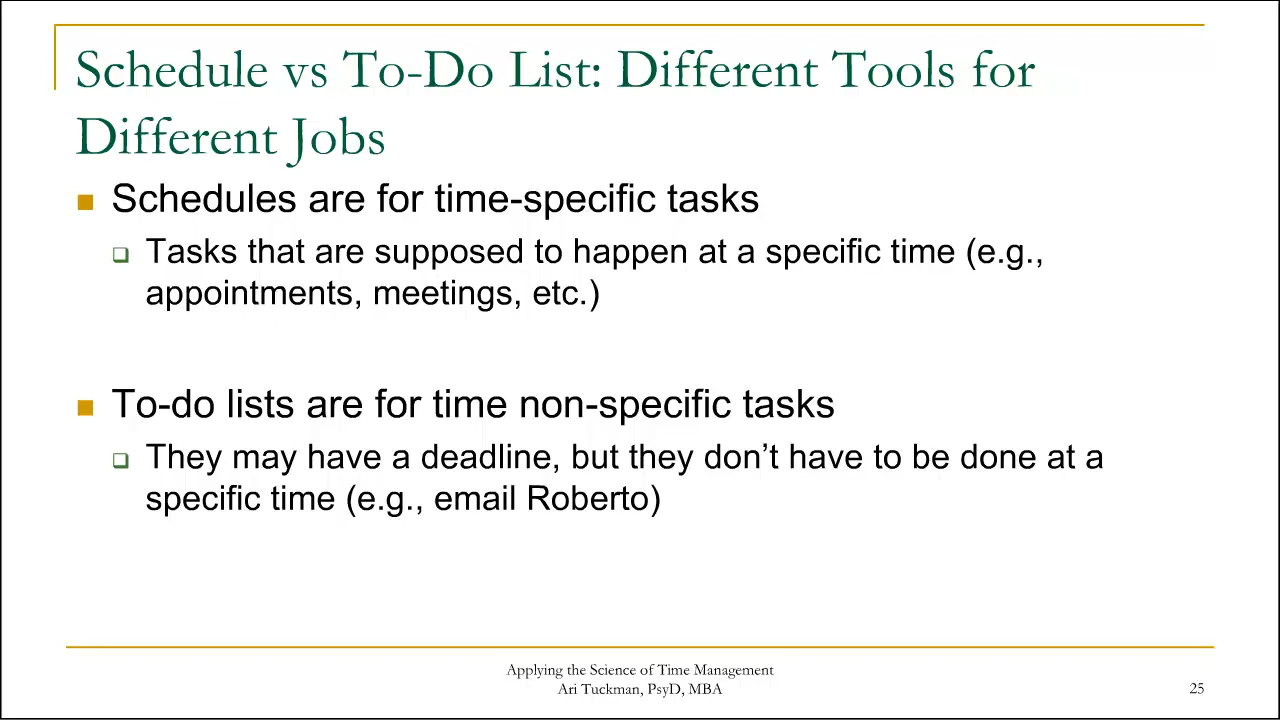 Schedule vs To-Do List: Different Tools for
Different Jobs
Schedules are for time-specific tasks
Tasks that are supposed to happen at a specific time (e.g.,
appointments, meetings, etc.)
To-do lists are for time non-specific tasks
They may have a deadline, but they don’t have to be done at a
specific time (e.g., email Roberto)
Applying the Science of Time Management
Ari Tuckman, PsyD, MBA
25